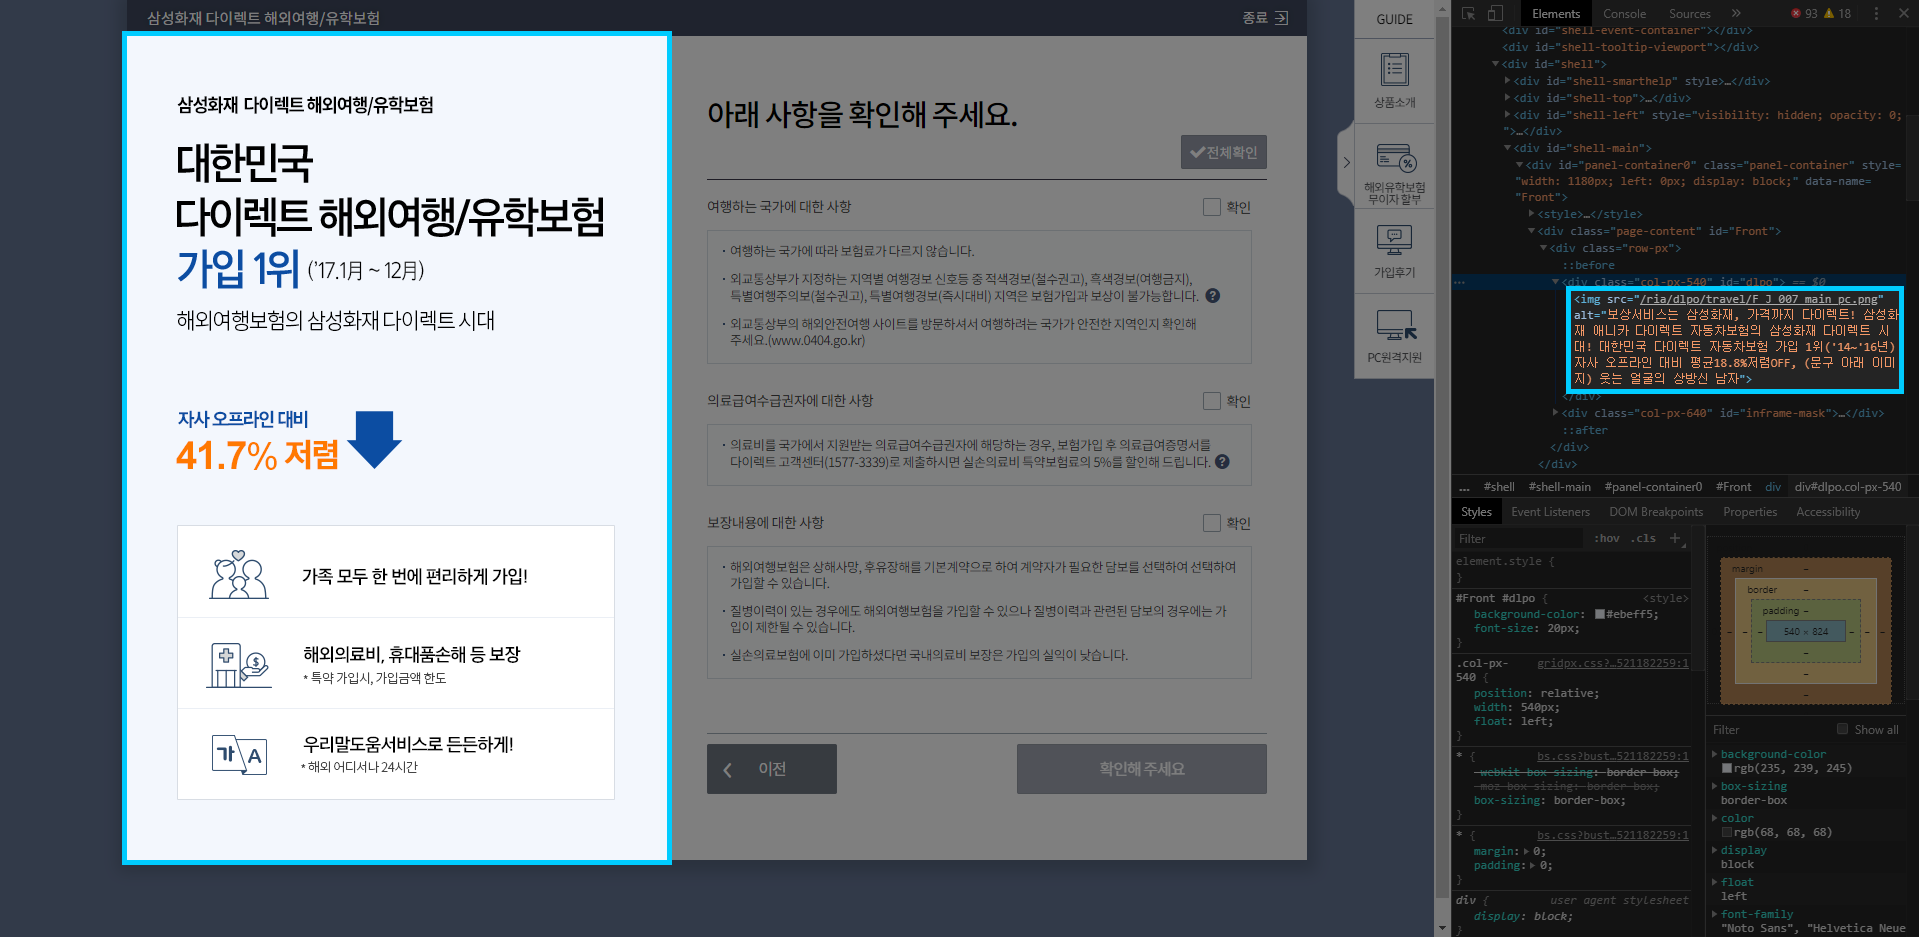 삼성화재 다이렉트 해외여행/유학보험
종료
삼성화재 다이렉트 해외여행/유학보험
대한민국
다이렉트 해외여행/유학보험
가입 1위 ('17.1月 ~ 12月)
해외여행보험의 삼성화재 다이렉트 시대
자사 오프라인 대비
41.7% 저렴
가족 모두 한 번에 편리하게 가입!
해외의료비, 휴대품손해 등 보장
* 특약 가입시, 가입금액 한도
가 A
우리말도움서비스로 든든하게!
* 해외 어디서나 24시간
아래 사항을 확인해 주세요.
전체확인
여행하는 국가에 대한 사항
확인
· 여행하는 국가에 따라 보험료가 다르지 않습니다.
· 외교통상부가 지정하는 지역별 여행경보 신호등 중 적색경보(철수권고), 흑색경보(여행금지),
특별여행주의보(철수권고), 특별여행경보(즉시대비) 지역은 보험가입과 보상이 불가능합니다. ?
· 외교통상부의 해외안전여행 사이트를 방문하셔서 여행하려는 국가가 안전한 지역인지 확인해
주세요.(www.0404.go.kr)
의료급여수급권자에 대한 사항
확인
· 의료비를 국가에서 지원받는 의료급여수급권자에 해당하는 경우, 보험가입 후 의료급여증명서를
다이렉트 고객센터(1577-3339)로 제출하시면 실손의료비 특약보험료의 5%를 할인해 드립니다. ?
보장내용에 대한 사항
확인
· 해외여행보험은 상해사망, 후유장해를 기본계약으로 하여 계약자가 필요한 담보를 선택하여 선택하여
가입할 수 있습니다.
· 질병이력이 있는 경우에도 해외여행보험을 가입할 수 있으나 질병이력과 관련된 담보의 경우에는 가
입이 제한될 수 있습니다.
· 실손의료보험에 이미 가입하셨다면 국내의료비 보장은 가입의 실익이 낮습니다.
이전
확인해 주세요
GUIDE
상품소개
해외유학보험
무이자 할부
가입후기
PC원격지원
Elements Console Sources » 93 18
<div id="shell-event-container"></div>
<div id="shell-tooltip-viewport"></div>
<div id="shell">
<div id="shell-smarthelp" style>…</div>
<div id="shell-top">…</div>
<div id="shell-left" style="visibility: hidden; opacity: 0;
">…</div>
<div id="shell-main">
<div id="panel-container0" class="panel-container" style=
"width: 1180px; left: 0px; display: block;" data-name=
"Front">
<style>…</style>
<div class="page-content" id="Front">
<div class="row-px">
::before
<div class="col-px-540" id="dlpo"> == $0
<img src="/ria/dlpo/travel/F_J_007_main_pc.png"
alt="보상서비스는 삼성화재, 가격까지 다이렉트! 삼성화
재 애니카 다이렉트 자동차보험의 삼성화재 다이렉트 시
대! 대한민국 다이렉트 자동차보험 가입 1위('14~'16년)
자사 오프라인 대비 평균18.8%저렴OFF, (문구 아래 이미
지) 웃는 얼굴의 상방신 남자">
</div>
<div class="col-px-640" id="inframe-mask">…</div>
::after
</div>
</div>
... #shell #shell-main #panel-container0 #Front div div#dlpo.col-px-540
Styles Event Listeners DOM Breakpoints Properties Accessibility
Filter :hov .cls +
element.style {
}
#Front #dlpo { <style>
background-color: #ebeff5;
font-size: 20px;
}
.col-px- gridpx.css?…521182259:1
540 {
position: relative;
width: 540px;
float: left;
}
* { bs.css?bust…521182259:1
-webkit-box-sizing: border-box;
-moz-box-sizing: border-box;
box-sizing: border-box;
}
* { bs.css?bust…521182259:1
margin: 0;
padding: 0;
}
div { user agent stylesheet
display: block;
}
margin –
border –
padding –
540 × 824
Filter Show all
background-color
rgb(235, 239, 245)
box-sizing
border-box
color
rgb(68, 68, 68)
display
block
float
left
font-family
"Noto Sans", "Helvetica Neue